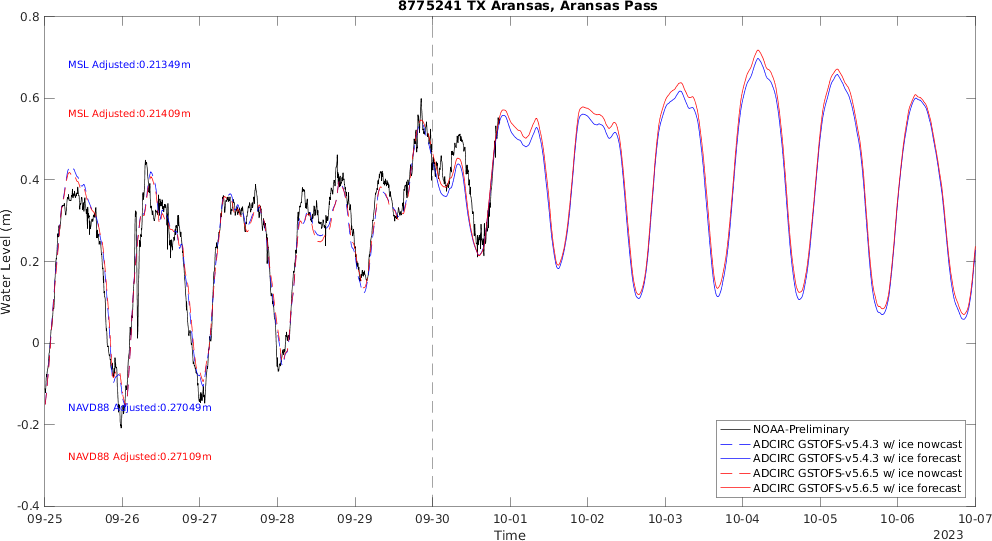 8775241 TX Aransas, Aransas Pass
0.8
0.6
0.4
0.2
0
-0.2
-0.4
Water Level (m)
MSL Adjusted:0.21349m
MSL Adjusted:0.21409m
NAVD88 Adjusted:0.27049m
NAVD88 Adjusted:0.27109m
NOAA-Preliminary
ADCIRC GSTOFS-v5.4.3 w/ ice nowcast
ADCIRC GSTOFS-v5.4.3 w/ ice forecast
ADCIRC GSTOFS-v5.6.5 w/ ice nowcast
ADCIRC GSTOFS-v5.6.5 w/ ice forecast
09-25 09-26 09-27 09-28 09-29 09-30 10-01 10-02 10-03 10-04 10-05 10-06 10-07
Time
2023